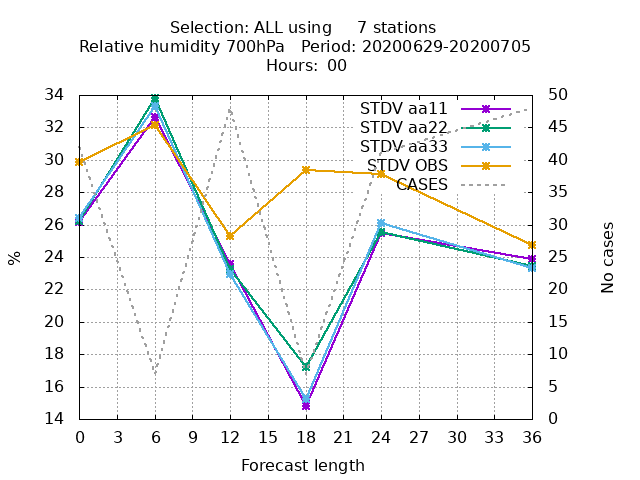 Selection: ALL using 7 stations
Relative humidity 700hPa Period: 20200629-20200705
Hours: 00
34
32
30
28
26
24
22
20
18
16
14
%
50
45
40
35
30
25
20
15
10
5
0
No cases
STDV aa11
STDV aa22
STDV aa33
STDV OBS
CASES
0 3 6 9 12 15 18 21 24 27 30 33 36
Forecast length